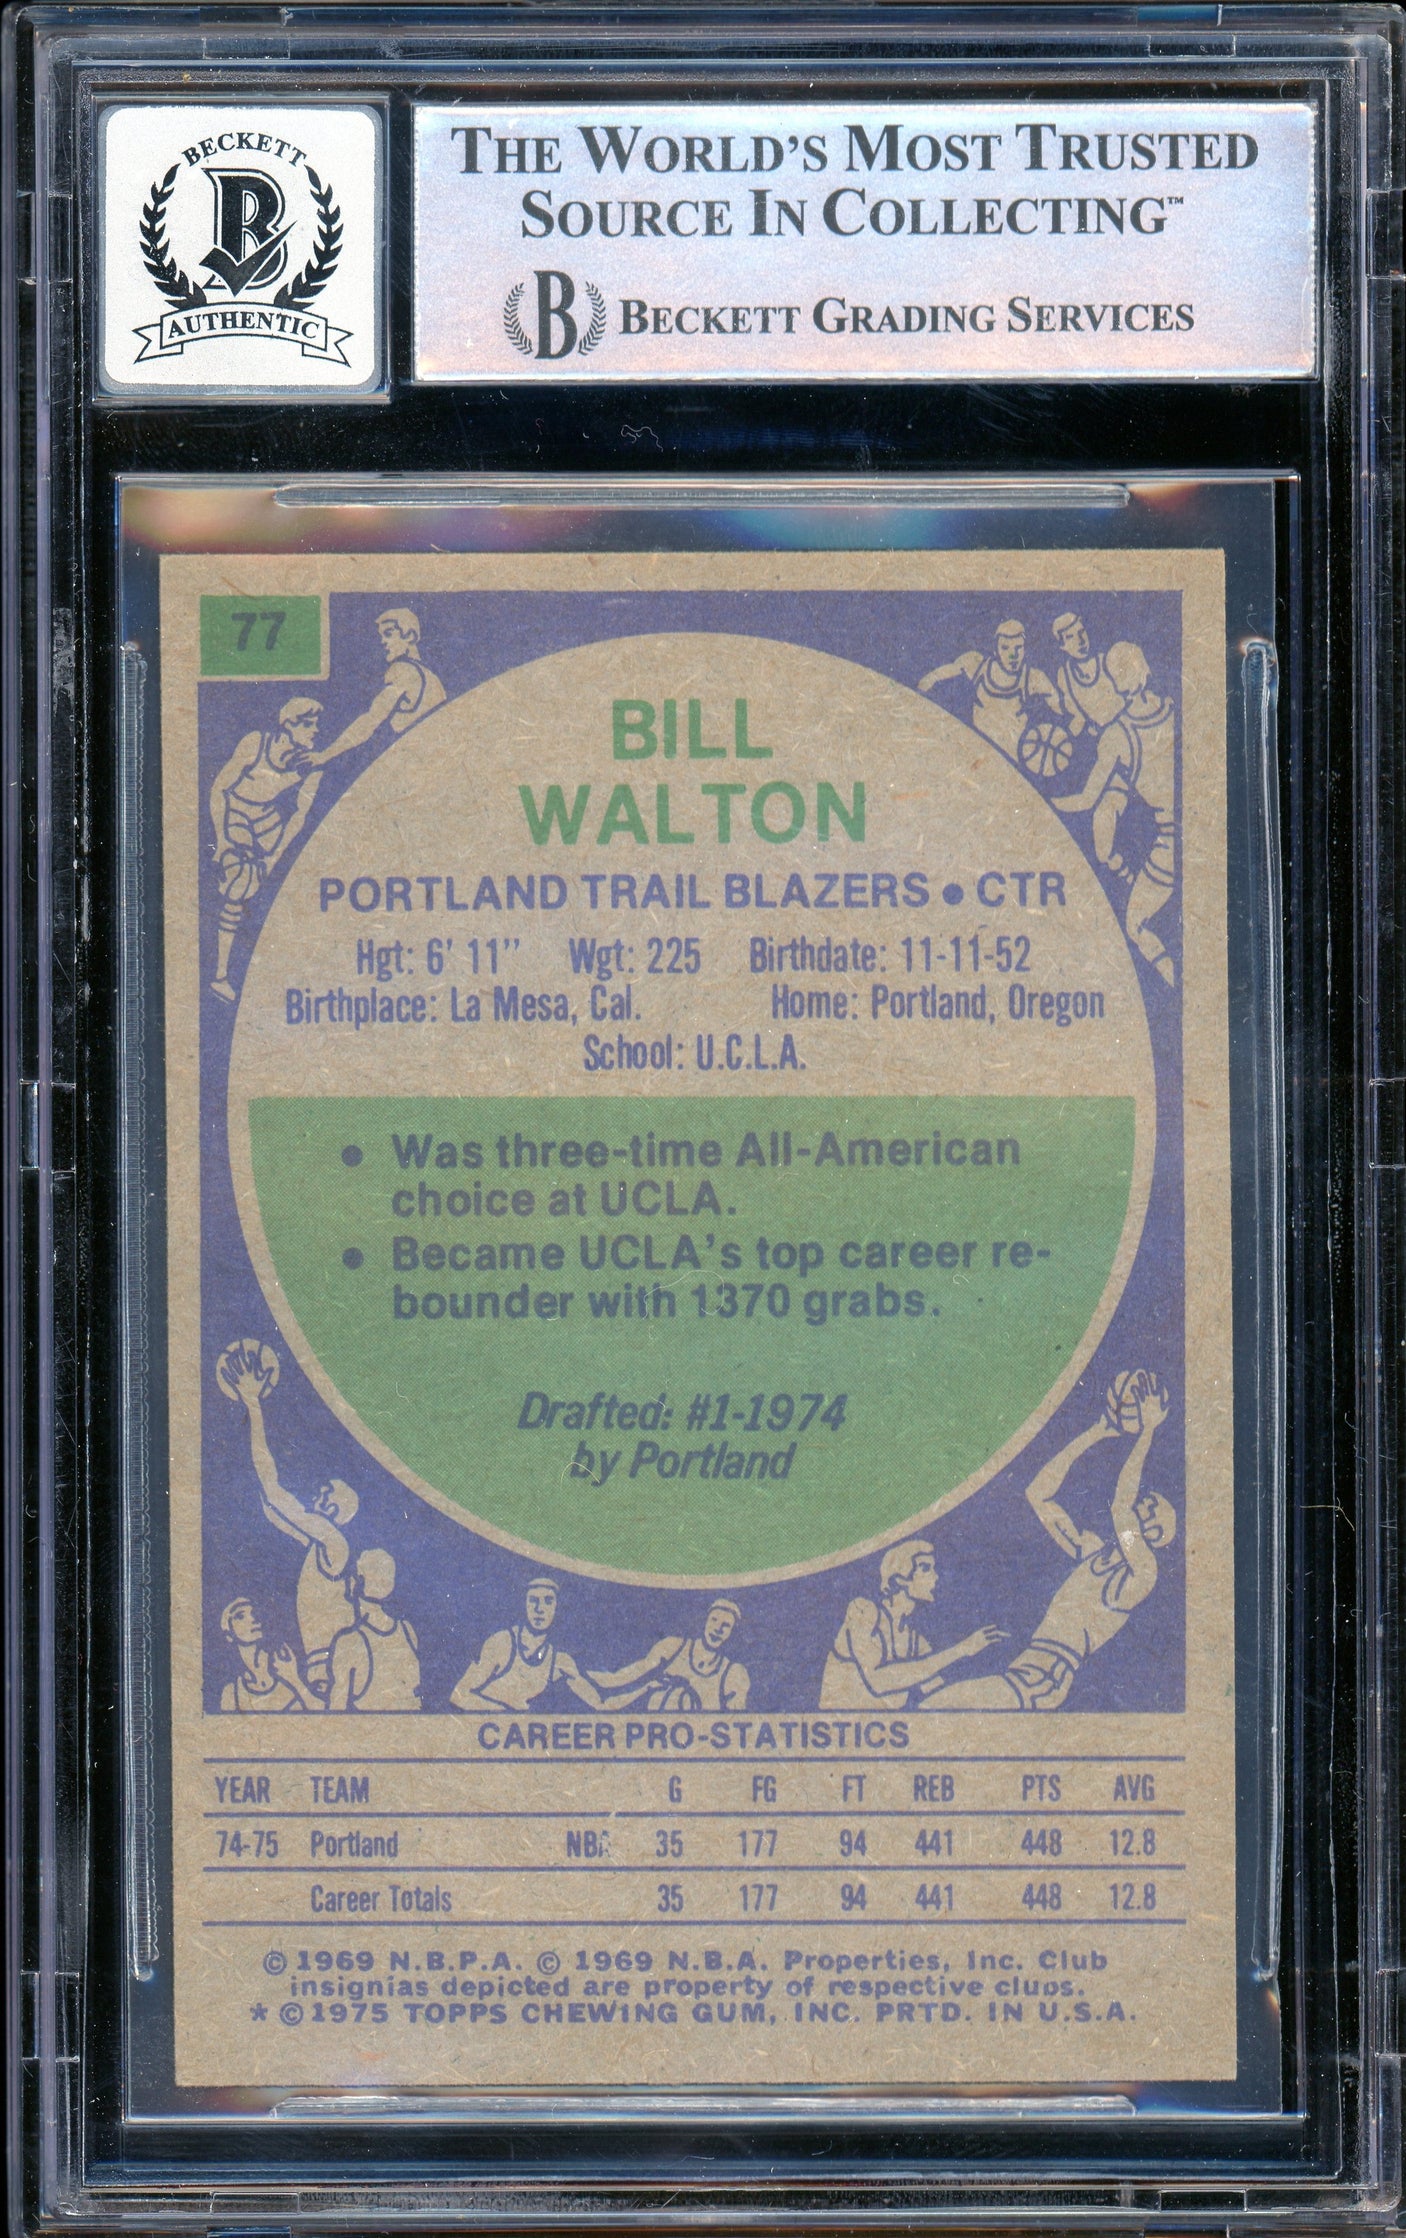 BECKETT
B
AUTHENTIC
THE WORLD'S MOST TRUSTED
SOURCE IN COLLECTING™
B BECKETT GRADING SERVICES
77
BILL
WALTON
PORTLAND TRAIL BLAZERS • CTR
Hgt: 6' 11" Wgt: 225 Birthdate: 11-11-52
Birthplace: La Mesa, Cal. Home: Portland, Oregon
School: U.C.L.A.
• Was three-time All-American
choice at UCLA.
• Became UCLA's top career re-
bounder with 1370 grabs.
Drafted: #1-1974
by Portland
CAREER PRO-STATISTICS
YEAR TEAM G FG FT REB PTS AVG
74-75 Portland NBA 35 177 94 441 448 12.8
Career Totals 35 177 94 441 448 12.8
© 1969 N.B.P.A. © 1969 N.B.A. Properties, Inc. Club
insignias depicted are property of respective clubs.
* © 1975 TOPPS CHEWING GUM, INC. PRTD. IN U.S.A.